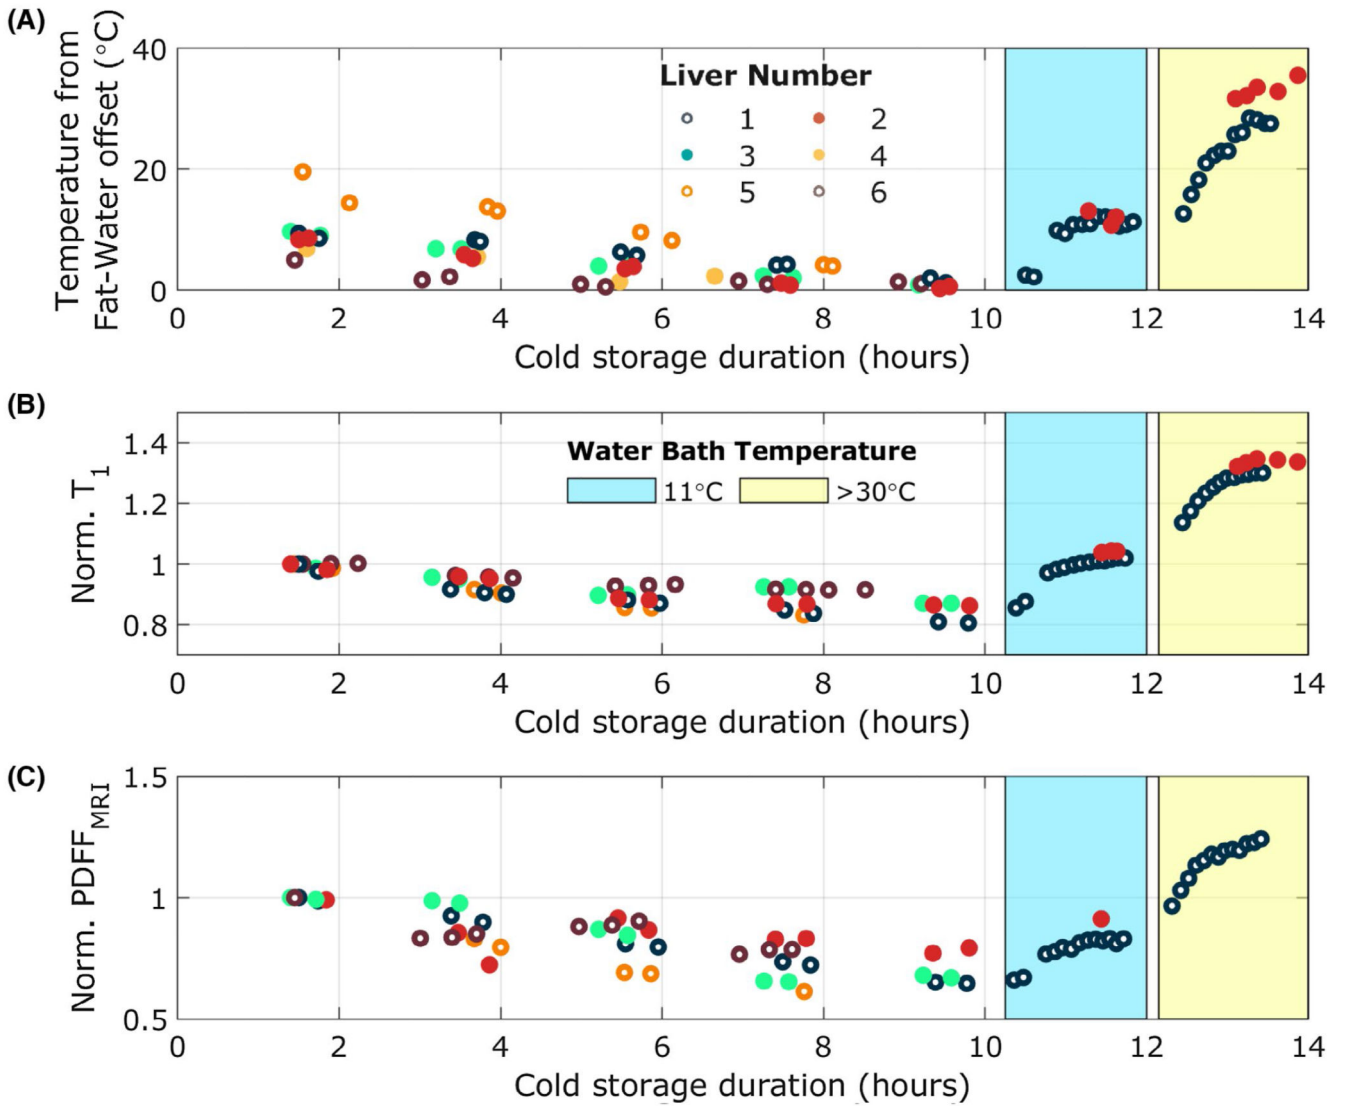 (A)
Temperature from
Fat-Water offset (°C)
40
20
0
Liver Number
1 2
3 4
5 6
0 2 4 6 8 10 12 14
Cold storage duration (hours)
(B)
Norm. T1
1.4
1.2
1
0.8
Water Bath Temperature
11°C >30°C
0 2 4 6 8 10 12 14
Cold storage duration (hours)
(C)
Norm. PDFFMRI
1.5
1
0.5
0 2 4 6 8 10 12 14
Cold storage duration (hours)